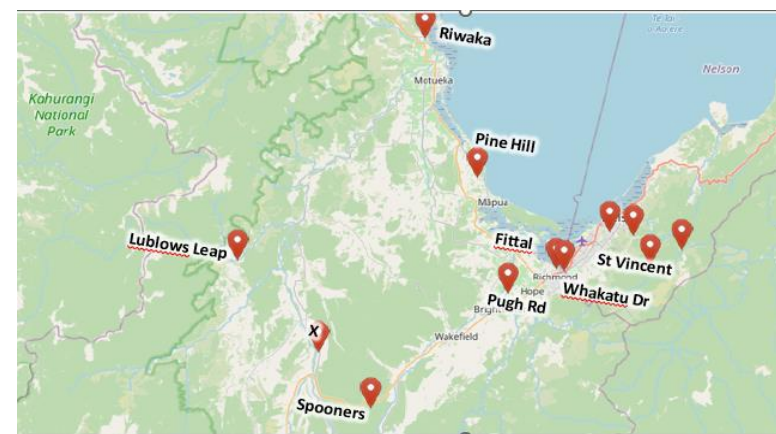 Riwaka
Motueka
Nelson
Kahurangi
National
Park
Pine Hill
Māpua
Lublows Leap
Fittal
St Vincent
Richmond
Whakatu Dr
Hope
Pugh Rd
Wakefield
X
Spooners